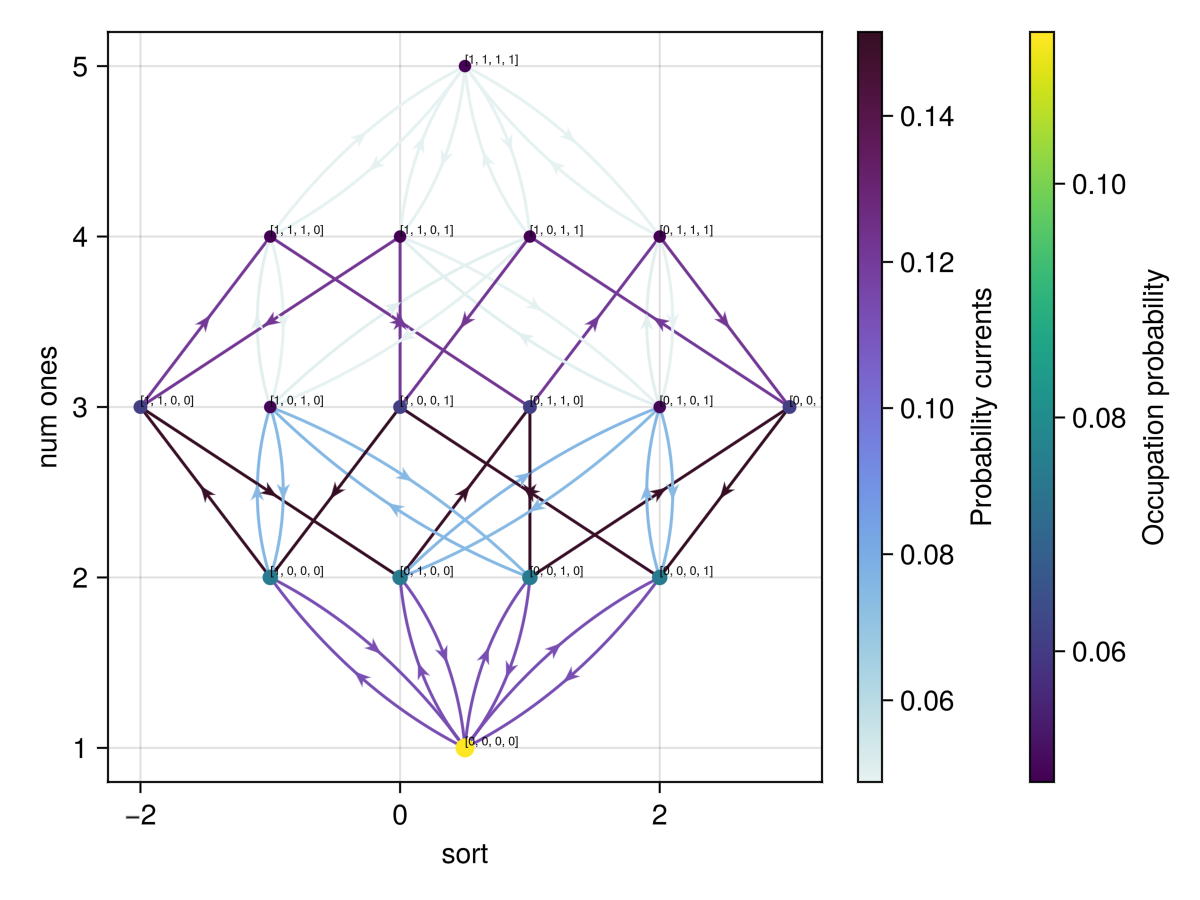 [1, 1, 1, 1]
[1, 1, 1, 0]
[1, 1, 0, 1]
[1, 0, 1, 1]
[0, 1, 1, 1]
[1, 1, 0, 0]
[1, 0, 1, 0]
[1, 0, 0, 1]
[0, 1, 1, 0]
[0, 1, 0, 1]
[0, 0,
[1, 0, 0, 0]
[0, 1, 0, 0]
[0, 0, 1, 0]
[0, 0, 0, 1]
[0, 0, 0, 0]
5
4
3
2
1
num ones
−2
0
2
sort
0.14
0.12
0.10
0.08
0.06
Probability currents
0.10
0.08
0.06
Occupation probability